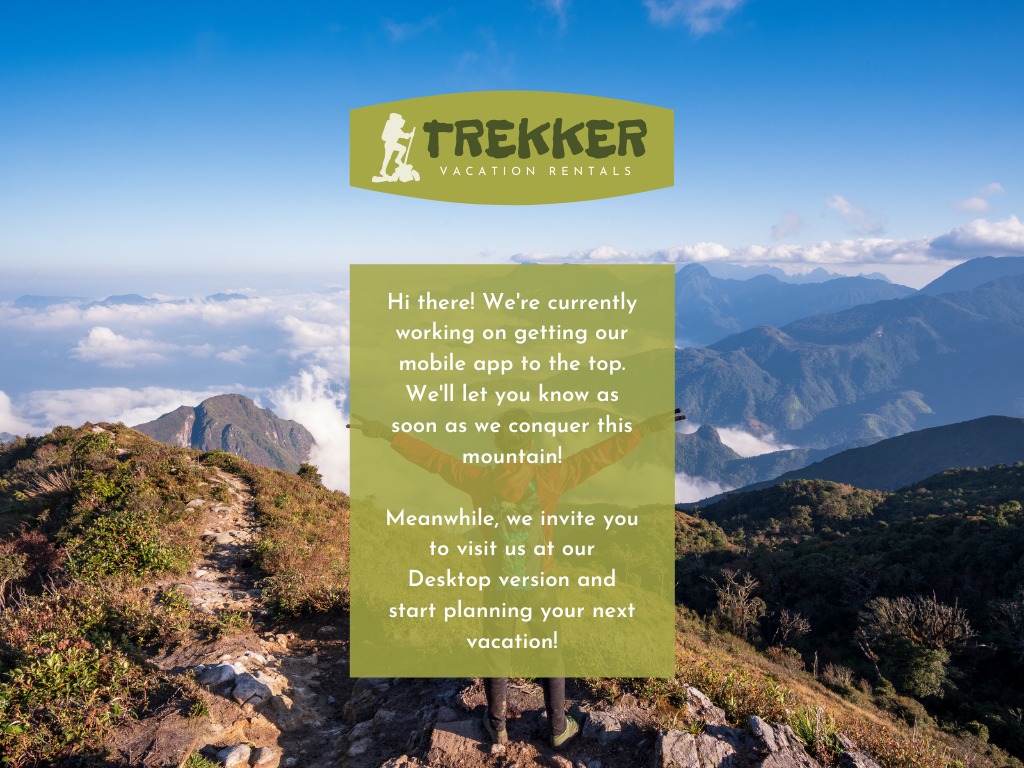 TREKKER
VACATION RENTALS
Hi there! We're currently
working on getting our
mobile app to the top.
We'll let you know as
soon as we conquer this
mountain!
Meanwhile, we invite you
to visit us at our
Desktop version and
start planning your next
vacation!